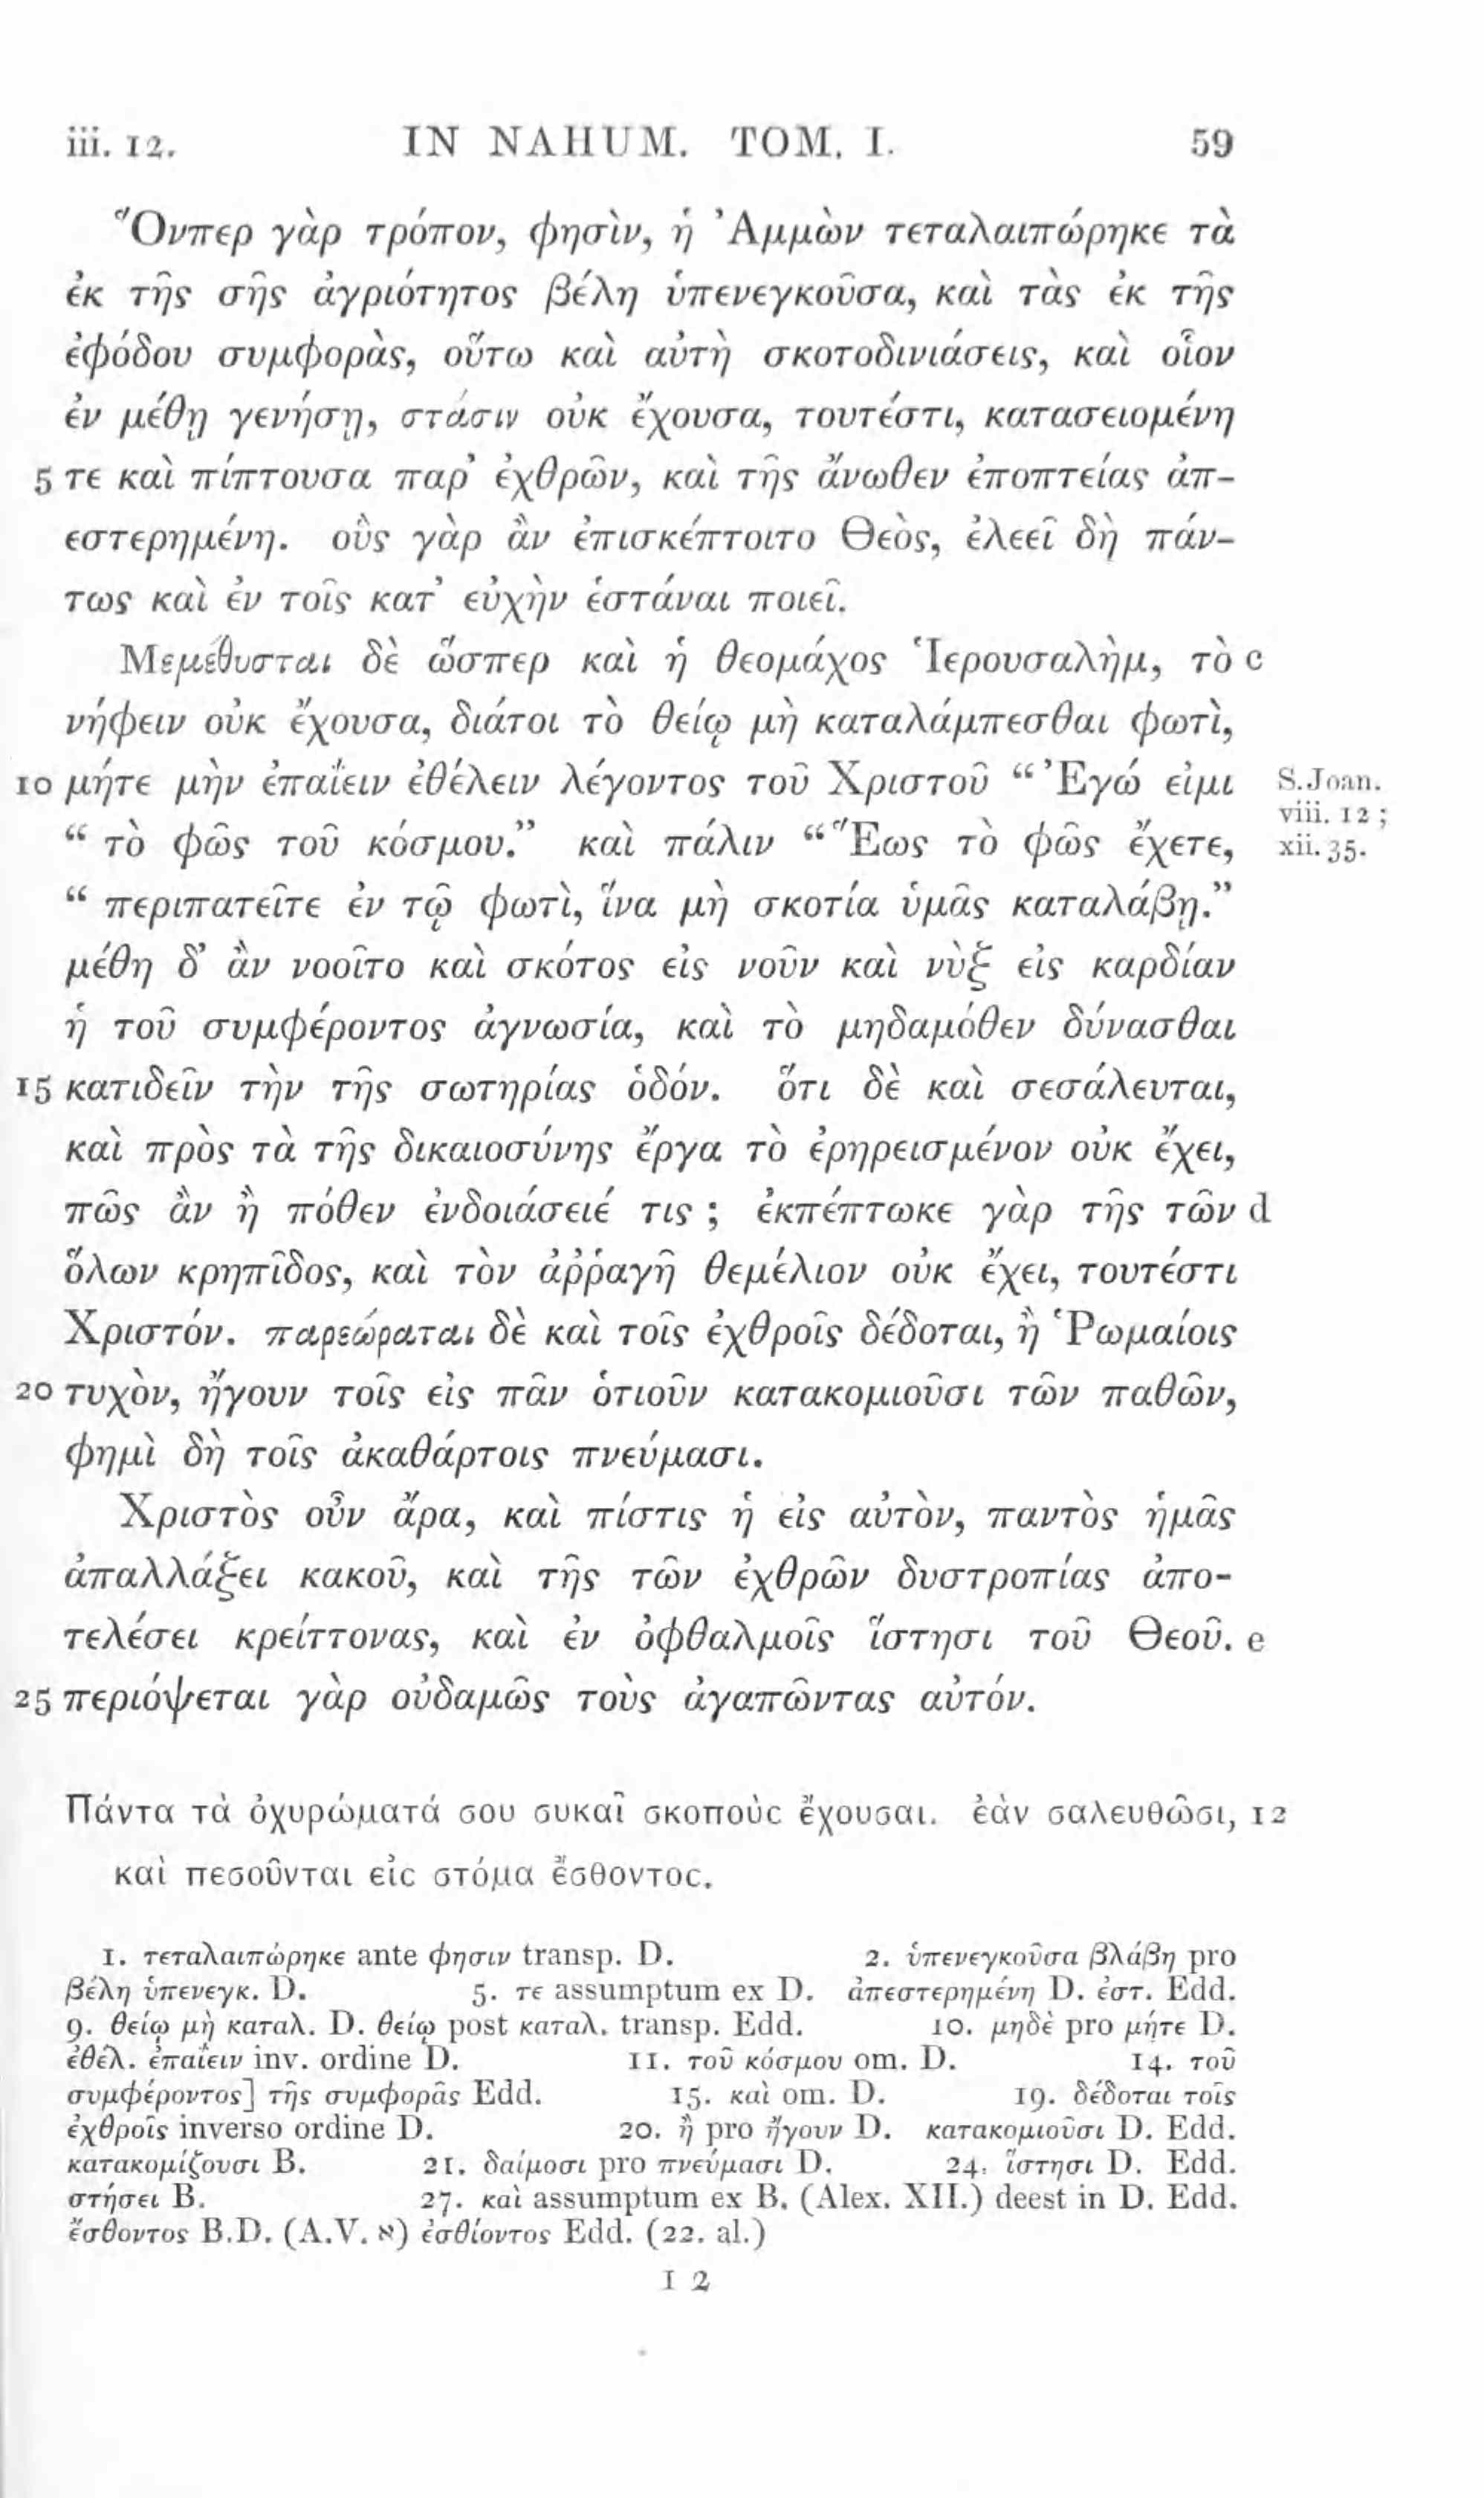 iii. 12. IN NAHUM. TOM. I. 59
Ὅνπερ γὰρ τρόπον, φησὶν, ἡ Ἀμμὼν τεταλαιπώρηκε τὰ
ἐκ τῆς σῆς ἀγριότητος βέλη ὑπενεγκοῦσα, καὶ τὰς ἐκ τῆς
ἐφόδου συμφορὰς, οὕτω καὶ αὐτὴ σκοτοδινιάσεις, καὶ οἷον
ἐν μέθῃ γενήσῃ, στάσιν οὐκ ἔχουσα, τουτέστι, κατασειομένη
5 τε καὶ πίπτουσα παρ’ ἐχθρῶν, καὶ τῆς ἄνωθεν ἐποπτείας ἀπ-
εστερημένη. οὓς γὰρ ἂν ἐπισκέπτοιτο Θεὸς, ἐλεεῖ δὴ πάν-
τως καὶ ἐν τοῖς κατ’ εὐχὴν ἑστάναι ποιεῖ.
Μεμέθυσται δὲ ὥσπερ καὶ ἡ θεομάχος Ἱερουσαλὴμ, τὸ c
νήφειν οὐκ ἔχουσα, διάτοι τὸ θείῳ μὴ καταλάμπεσθαι φωτὶ,
10 μήτε μὴν ἐπαΐειν ἐθέλειν λέγοντος τοῦ Χριστοῦ “Ἐγώ εἰμι S. Joan. viii. 12 ;
“ τὸ φῶς τοῦ κόσμου.” καὶ πάλιν “Ἕως τὸ φῶς ἔχετε, xii. 35.
“ περιπατεῖτε ἐν τῷ φωτὶ, ἵνα μὴ σκοτία ὑμᾶς καταλάβῃ.”
μέθη δ’ ἂν νοοῖτο καὶ σκότος εἰς νοῦν καὶ νὺξ εἰς καρδίαν
ἡ τοῦ συμφέροντος ἀγνωσία, καὶ τὸ μηδαμόθεν δύνασθαι
15 κατιδεῖν τὴν τῆς σωτηρίας ὁδόν. ὅτι δὲ καὶ σεσάλευται,
καὶ πρὸς τὰ τῆς δικαιοσύνης ἔργα τὸ ἐρηρεισμένον οὐκ ἔχει,
πῶς ἂν ἢ πόθεν ἐνδοιάσειέ τις ; ἐκπέπτωκε γὰρ τῆς τῶν d
ὅλων κρηπῖδος, καὶ τὸν ἀῤῥαγῆ θεμέλιον οὐκ ἔχει, τουτέστι
Χριστόν. παρεώραται δὲ καὶ τοῖς ἐχθροῖς δέδοται, ἢ Ῥωμαίοις
20 τυχὸν, ἤγουν τοῖς εἰς πᾶν ὁτιοῦν κατακομιοῦσι τῶν παθῶν,
φημὶ δὴ τοῖς ἀκαθάρτοις πνεύμασι.
Χριστὸς οὖν ἄρα, καὶ πίστις ἡ εἰς αὐτὸν, παντὸς ἡμᾶς
ἀπαλλάξει κακοῦ, καὶ τῆς τῶν ἐχθρῶν δυστροπίας ἀπο-
τελέσει κρείττονας, καὶ ἐν ὀφθαλμοῖς ἵστησι τοῦ Θεοῦ. e
25 περιόψεται γὰρ οὐδαμῶς τοὺς ἀγαπῶντας αὐτόν.
Πάντα τὰ ὀχυρώματά σου συκαῖ σκοποὺς ἔχουσαι. ἐὰν σαλευθῶσι, 12
καὶ πεσοῦνται εἰς στόμα ἔσθοντος.
1. τεταλαιπώρηκε ante φησιν transp. D. 2. ὑπενεγκοῦσα βλάβη pro
βέλη ὑπενεγκ. D. 5. τε assumptum ex D. ἀπεστερημένη D. ἐστ. Edd.
9. θείῳ μὴ καταλ. D. θείῳ post καταλ. transp. Edd. 10. μηδὲ pro μήτε D.
ἐθέλ. ἐπαΐειν inv. ordine D. 11. τοῦ κόσμου om. D. 14. τοῦ
συμφέροντος] τῆς συμφορᾶς Edd. 15. καὶ om. D. 19. δέδοται τοῖς
ἐχθροῖς inverso ordine D. 20. ἢ pro ἤγουν D. κατακομιοῦσι D. Edd.
κατακομίζουσι B. 21. δαίμοσι pro πνεύμασι D. 24. ἵστησι D. Edd.
στήσει B. 27. καὶ assumptum ex B. (Alex. XII.) deest in D. Edd.
ἔσθοντος B.D. (A.V. א) ἐσθίοντος Edd. (22. al.)
I 2